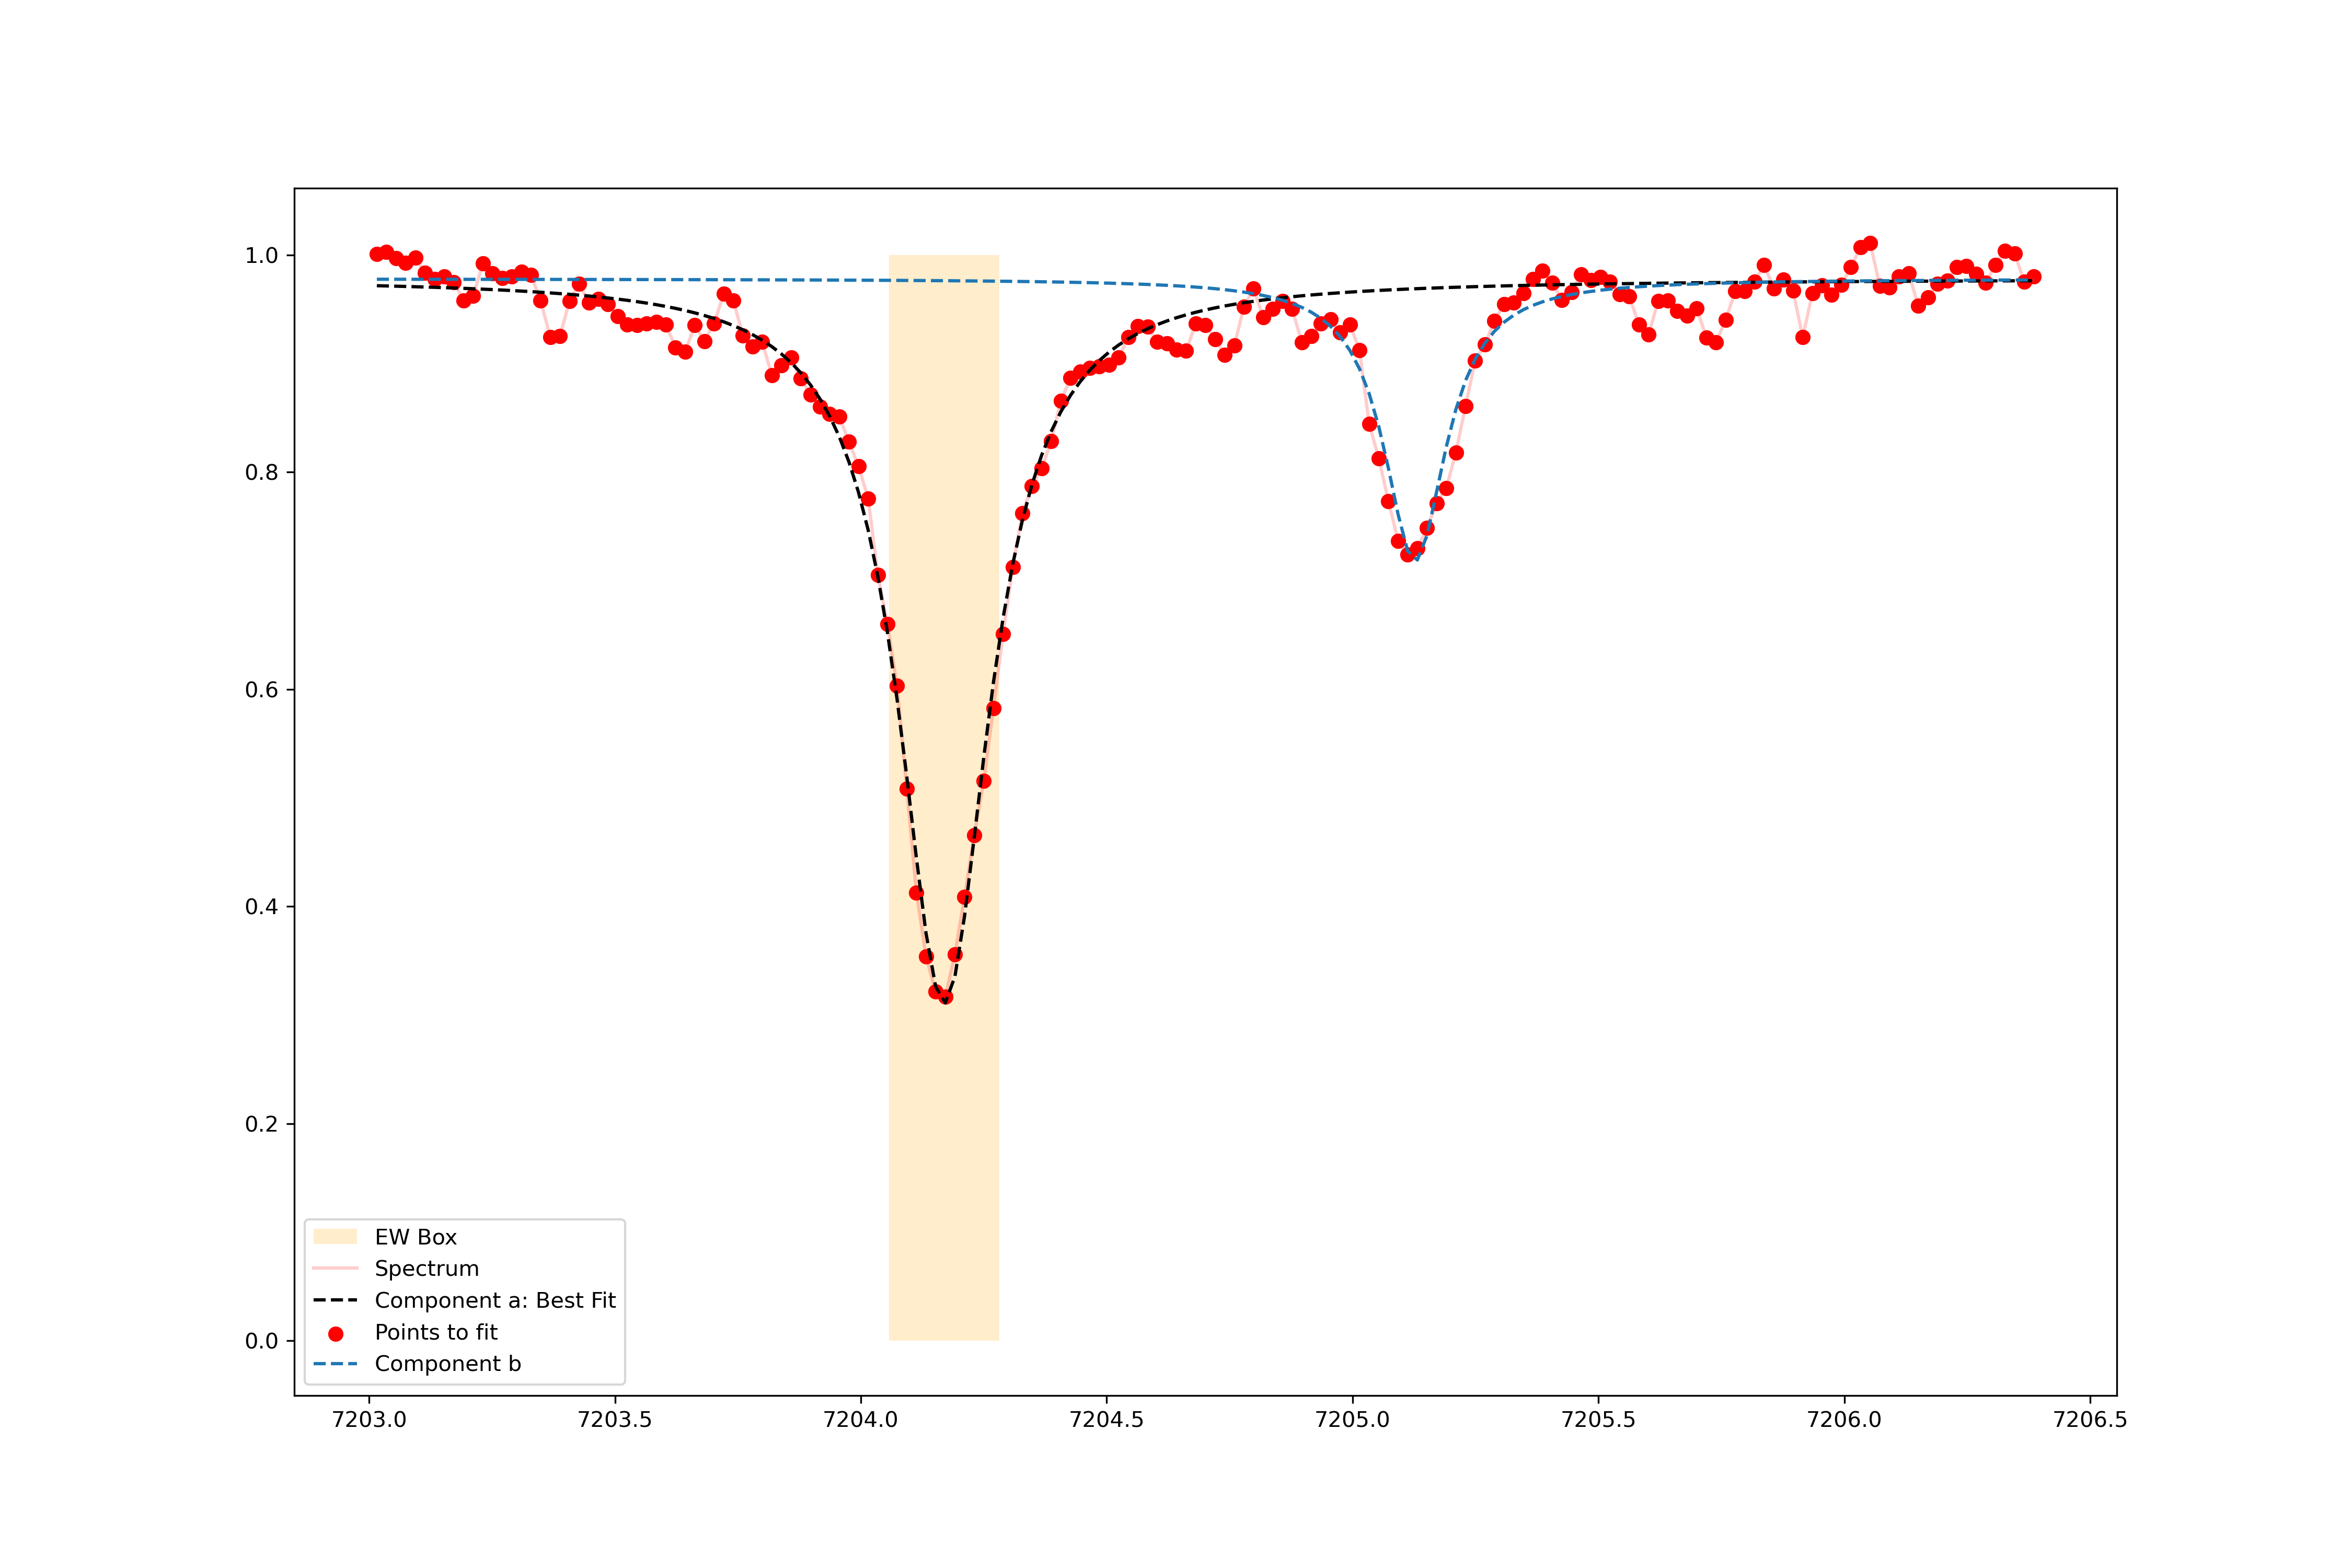 1.0
0.8
0.6
0.4
0.2
0.0
EW Box
Spectrum
Component a: Best Fit
Points to fit
Component b
7203.0 7203.5 7204.0 7204.5 7205.0 7205.5 7206.0 7206.5